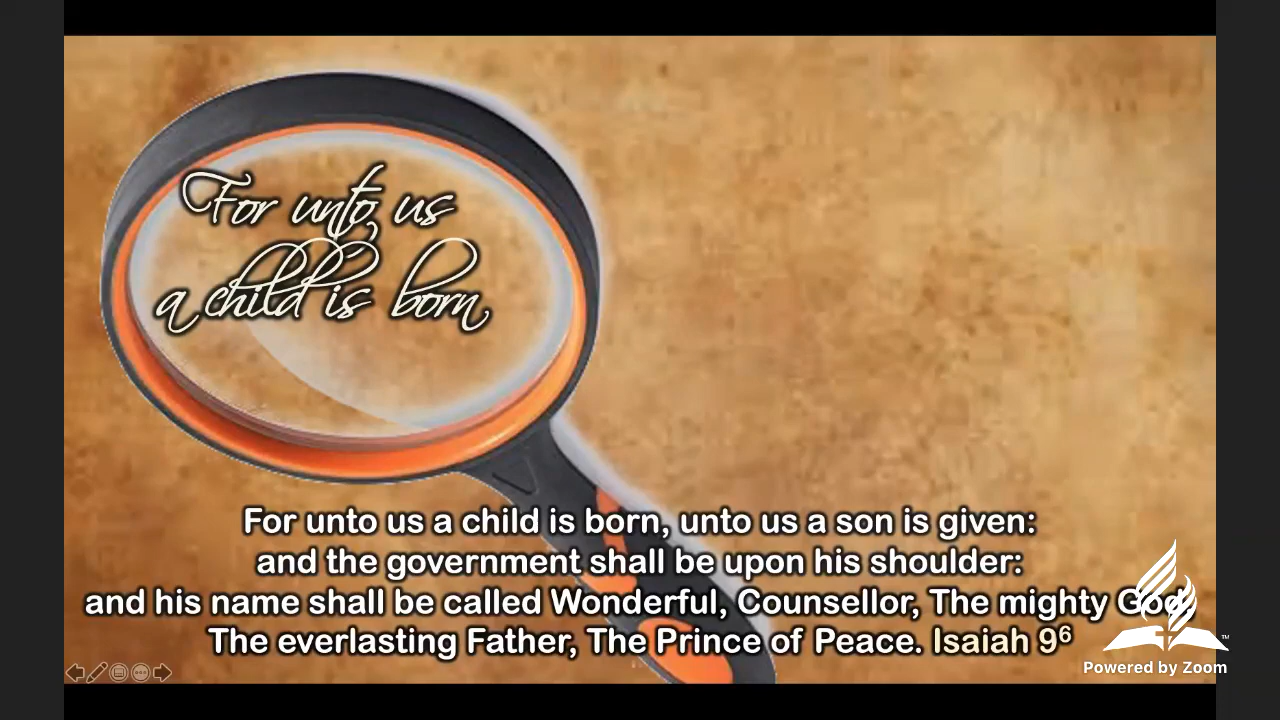 For unto us
a child is born
For unto us a child is born, unto us a son is given:
and the government shall be upon his shoulder:
and his name shall be called Wonderful, Counsellor, The mighty God,
The everlasting Father, The Prince of Peace. Isaiah 9⁶
™
Powered by Zoom